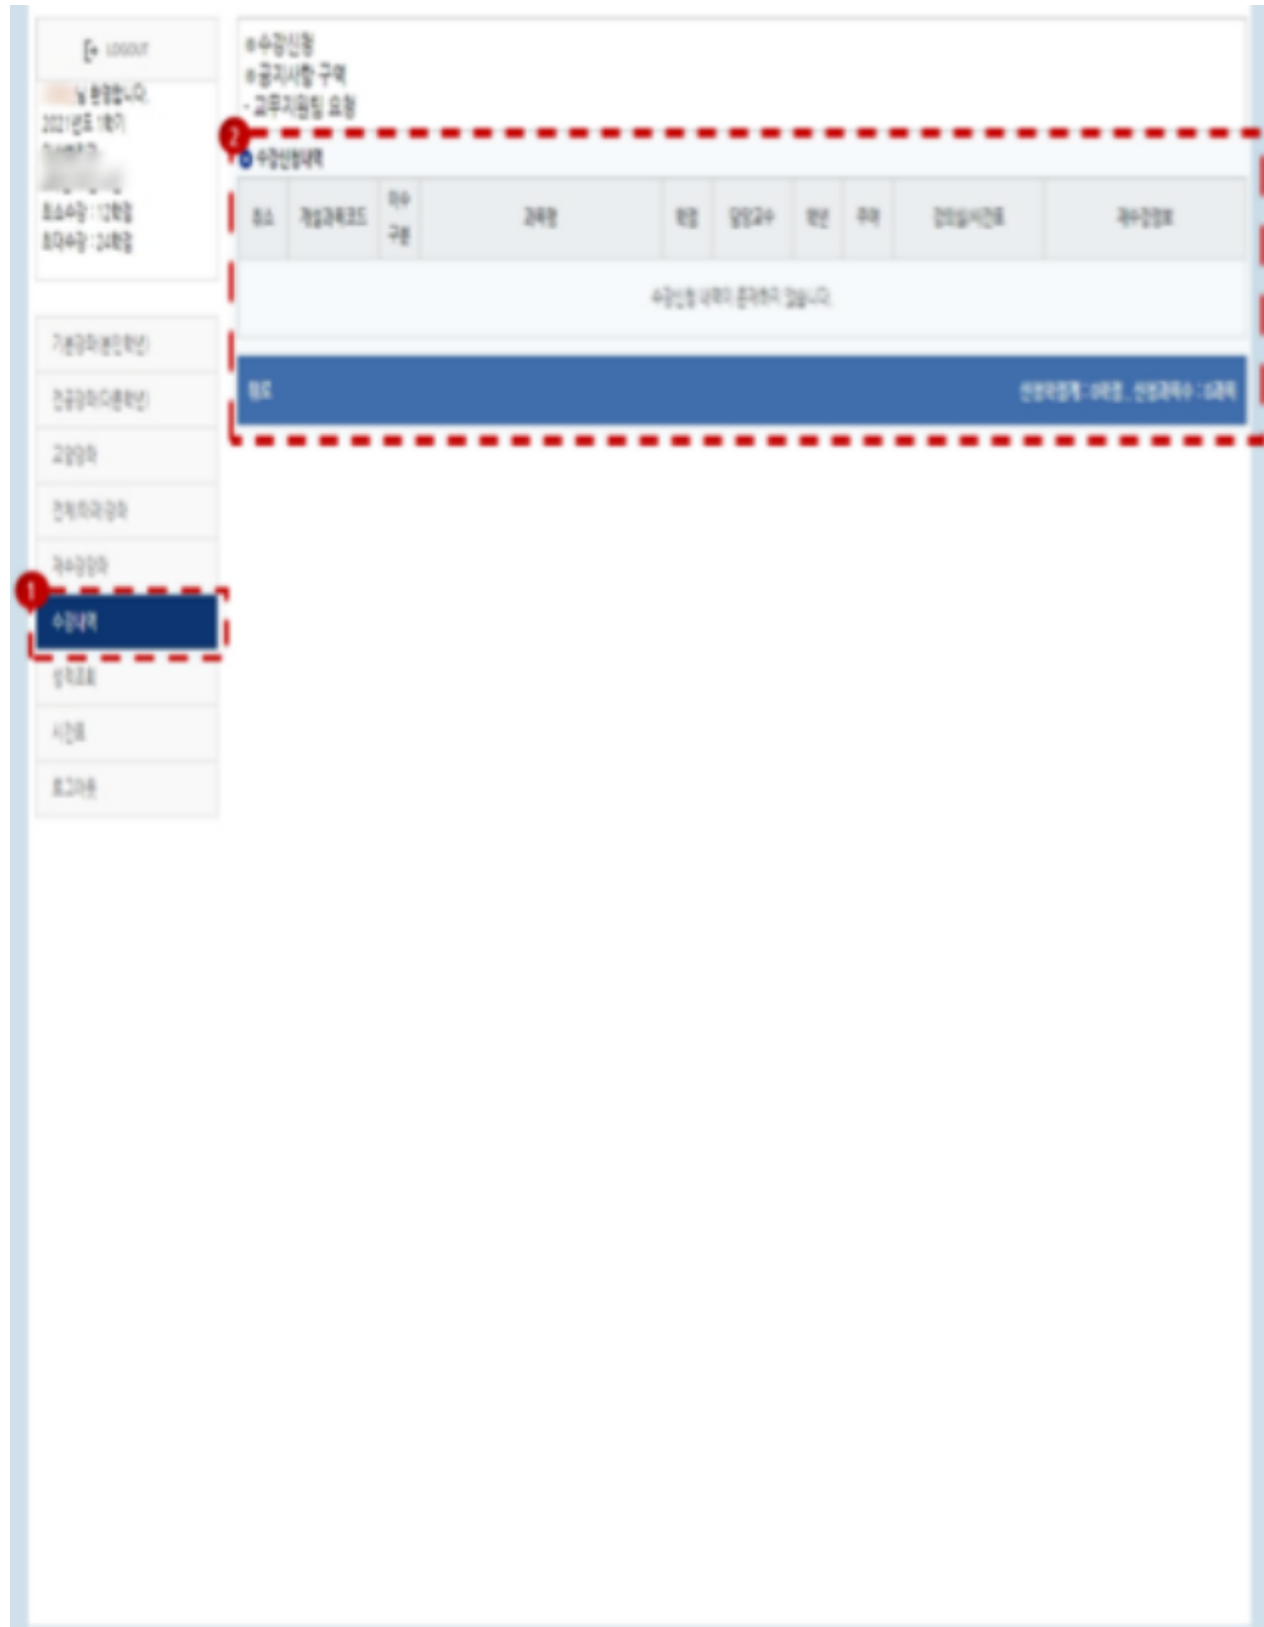 LOGOUT
님 환영합니다.
2021년도 1학기
최소수강 : 12학점
최대수강 : 24학점
기본강좌(본인학년)
전공강좌(다른학년)
교양강좌
전체학과강좌
재수강강좌
1
수강내역
성적조회
시간표
로그아웃
※수강신청
※공지사항 구역
- 교무지원팀 요청
2
수강신청내역
취소 개설과목코드 이수구분 과목명 학점 담당교수 학년 주야 강의실/시간표 재수강정보
수강신청 내역이 존재하지 않습니다.
신청학점계 : 0학점 , 신청과목수 : 0과목